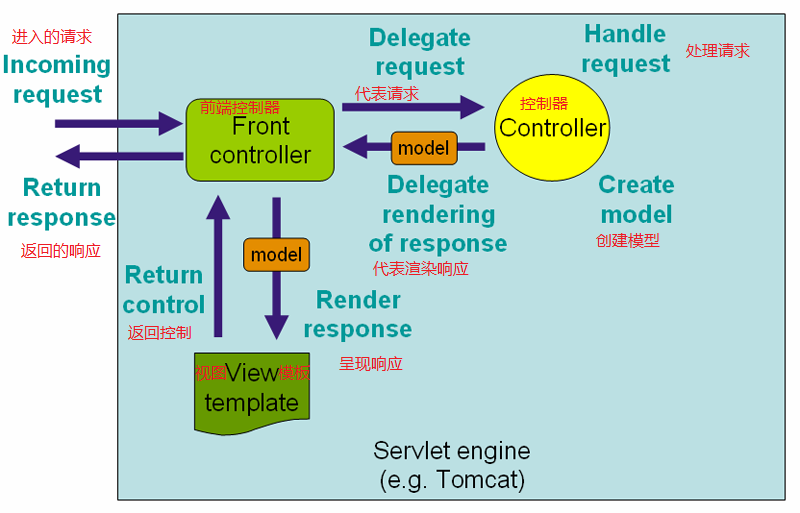 进入的请求
Incoming
request
Delegate
request
代表请求
Handle
request
处理请求
前端控制器
Front
controller
控制器
Controller
model
Return
response
返回的响应
Delegate
rendering
of response
代表渲染响应
Create
model
创建模型
model
Return
control
返回控制
Render
response
呈现响应
视图View模板
template
Servlet engine
(e.g. Tomcat)